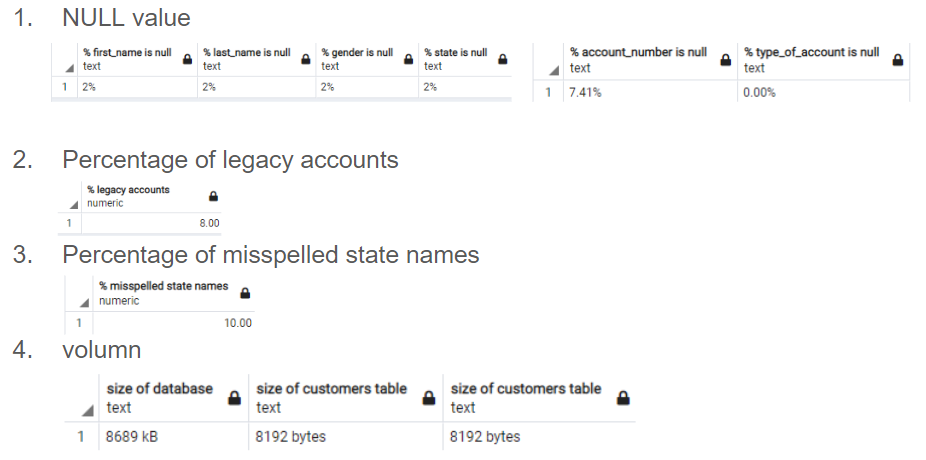 1. NULL value
% first_name is null % last_name is null % gender is null % state is null % account_number is null % type_of_account is null
text text text text text text
1 2% 2% 2% 2% 1 7.41% 0.00%
2. Percentage of legacy accounts
% legacy accounts
numeric
1 8.00
3. Percentage of misspelled state names
% misspelled state names
numeric
1 10.00
4. volumn
size of database size of customers table size of customers table
text text text
1 8689 kB 8192 bytes 8192 bytes